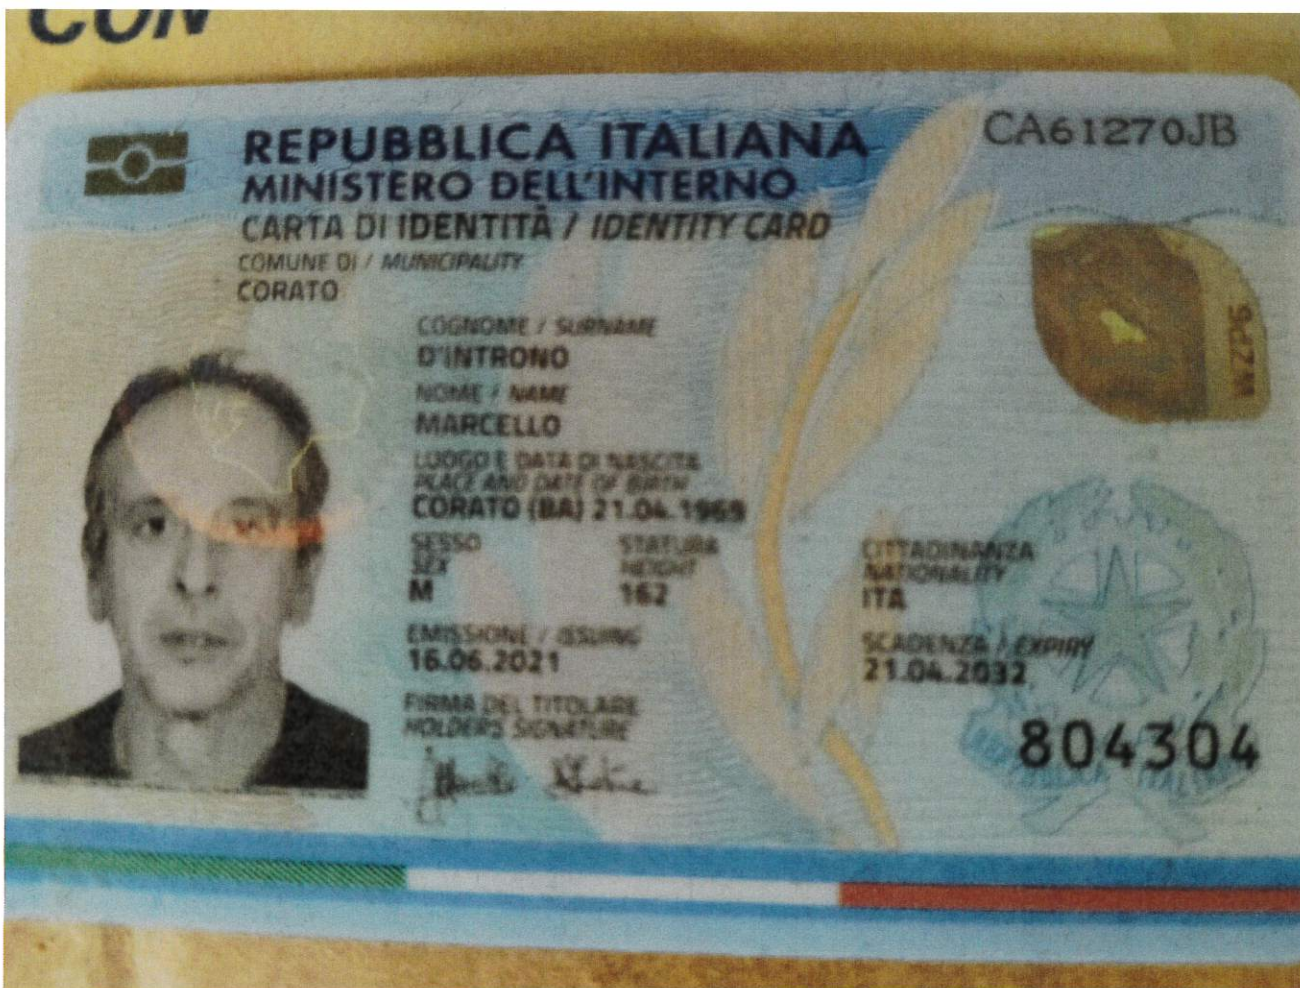 CON
REPUBBLICA ITALIANA
CA61270JB
MINISTERO DELL'INTERNO
CARTA DI IDENTITÀ / IDENTITY CARD
COMUNE DI / MUNICIPALITY
CORATO
COGNOME / SURNAME
D'INTRONO
NOME / NAME
MARCELLO
LUOGO E DATA DI NASCITA
PLACE AND DATE OF BIRTH
CORATO (BA) 21.04.1969
SESSO
SEX
M
STATURA
HEIGHT
162
CITTADINANZA
NATIONALITY
ITA
EMISSIONE / ISSUING
16.06.2021
SCADENZA / EXPIRY
21.04.2032
FIRMA DEL TITOLARE
HOLDER'S SIGNATURE
804304
WZP6